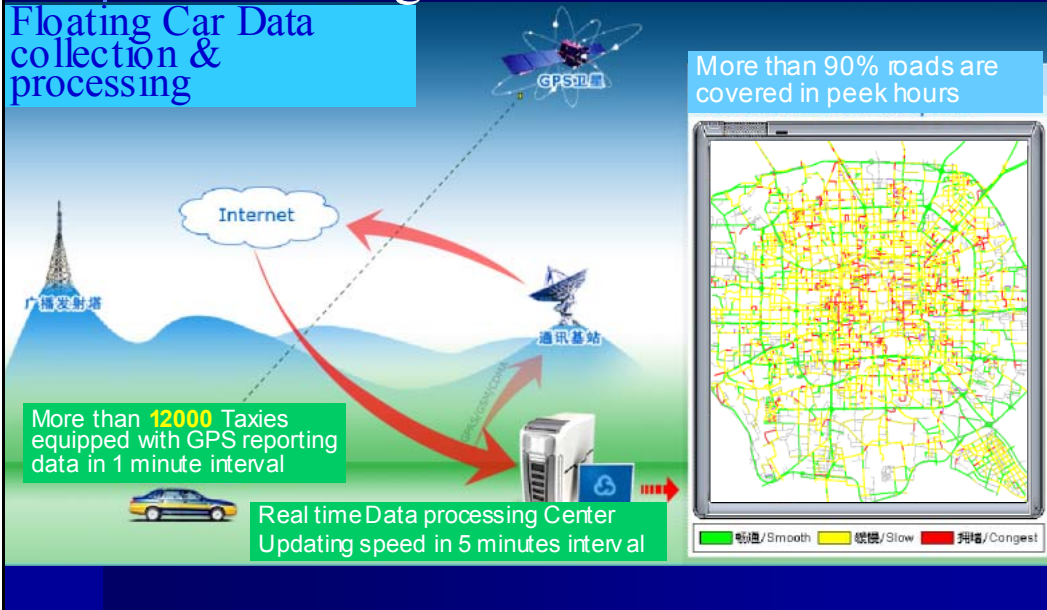 Floating Car Data
collection &
processing
GPS卫星
More than 90% roads are
covered in peek hours
Internet
广播发射塔
通讯基站
GPRS/GSM/CDMA
More than 12000 Taxies
equipped with GPS reporting
data in 1 minute interval
Real time Data processing Center
Updating speed in 5 minutes interval
畅通/Smooth
缓慢/Slow
拥堵/Congest